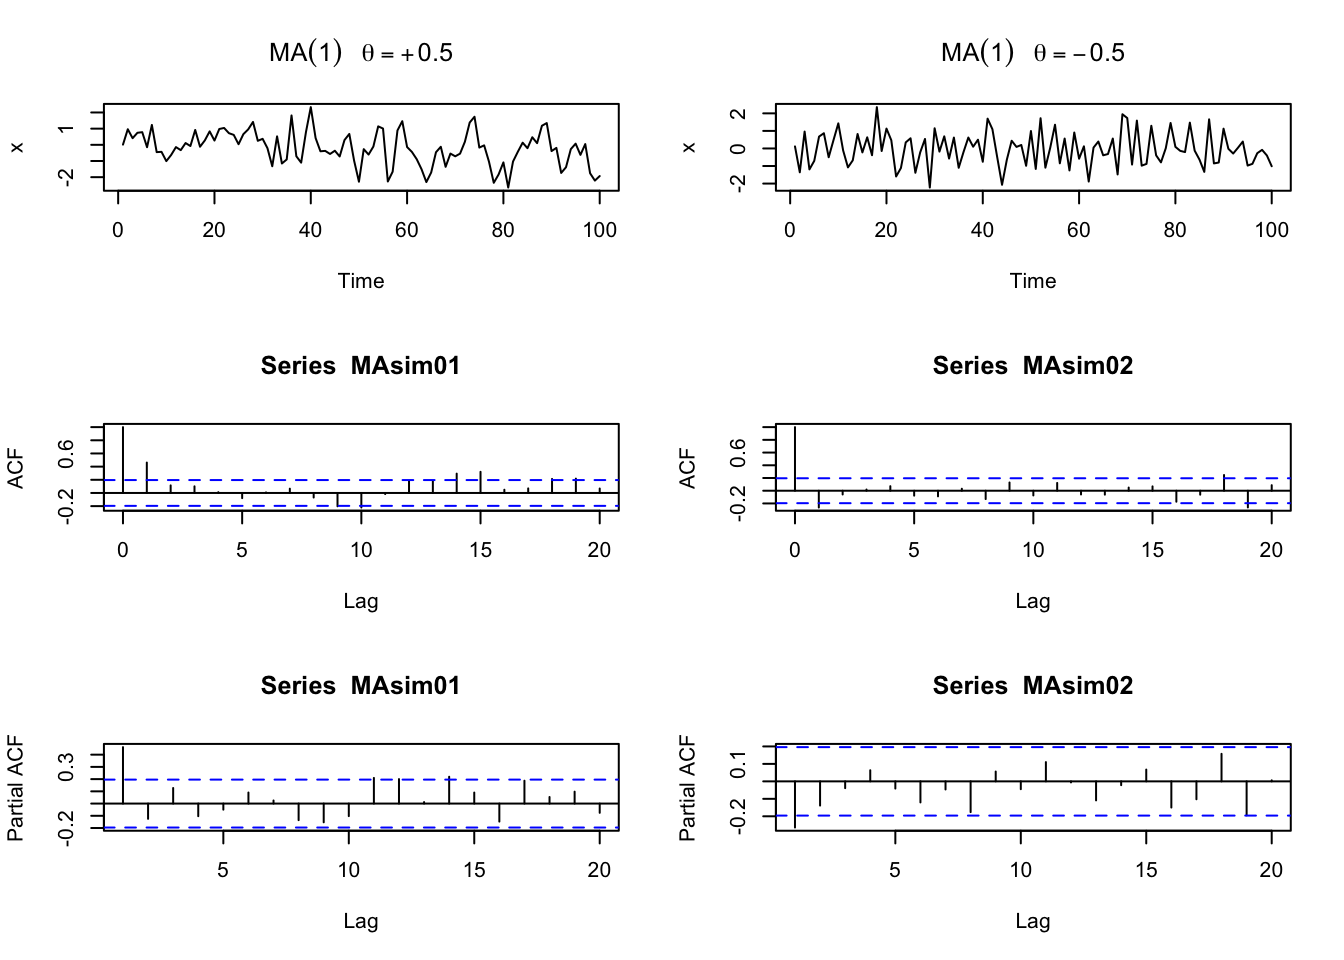 MA(1) θ = +0.5
x
1
-2
0 20 40 60 80 100
Time
MA(1) θ = −0.5
x
2
0
-2
0 20 40 60 80 100
Time
Series MAsim01
ACF
0.6
-0.2
0 5 10 15 20
Lag
Series MAsim02
ACF
0.6
-0.2
0 5 10 15 20
Lag
Series MAsim01
Partial ACF
0.3
-0.2
5 10 15 20
Lag
Series MAsim02
Partial ACF
0.1
-0.2
5 10 15 20
Lag